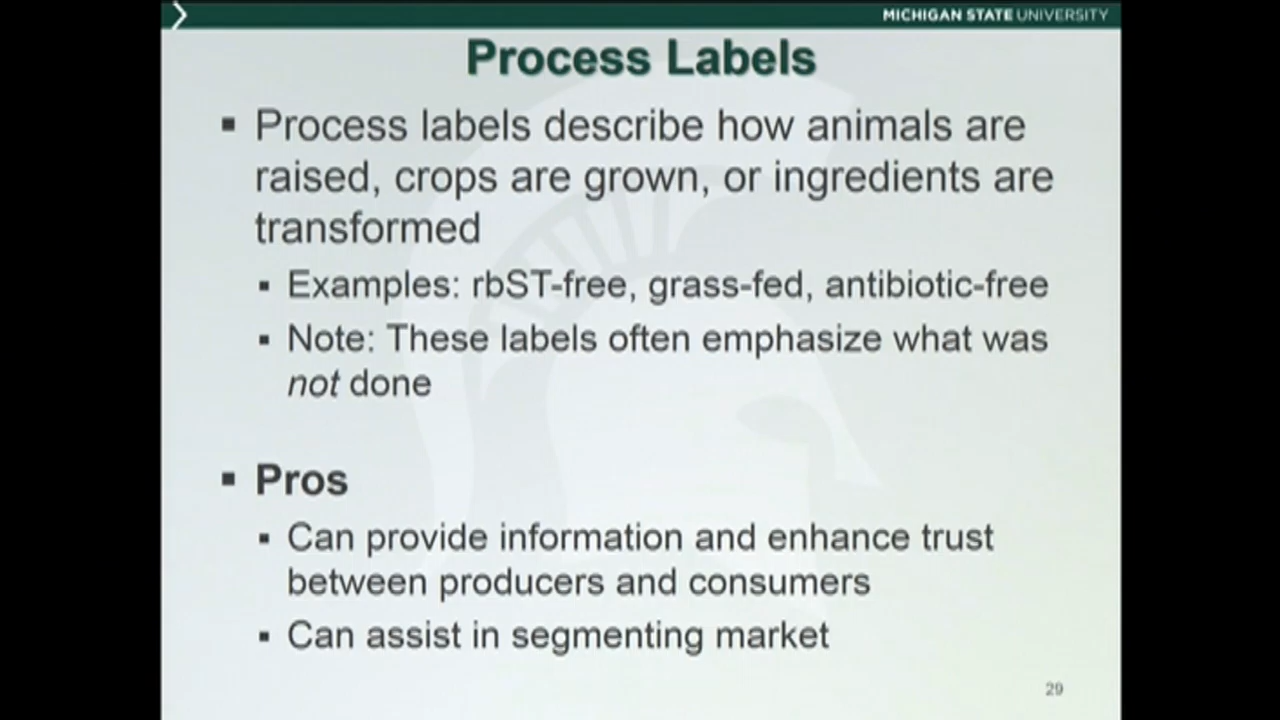 MICHIGAN STATE UNIVERSITY
Process Labels
▪ Process labels describe how animals are
raised, crops are grown, or ingredients are
transformed
▪ Examples: rbST-free, grass-fed, antibiotic-free
▪ Note: These labels often emphasize what was
not done
▪ Pros
▪ Can provide information and enhance trust
between producers and consumers
▪ Can assist in segmenting market
29